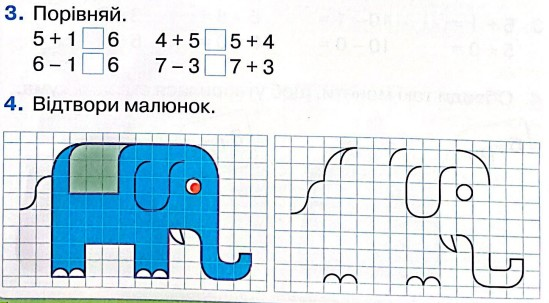 3. Порівняй.
5 + 1 □ 6 4 + 5 □ 5 + 4
6 – 1 □ 6 7 – 3 □ 7 + 3
4. Відтвори малюнок.